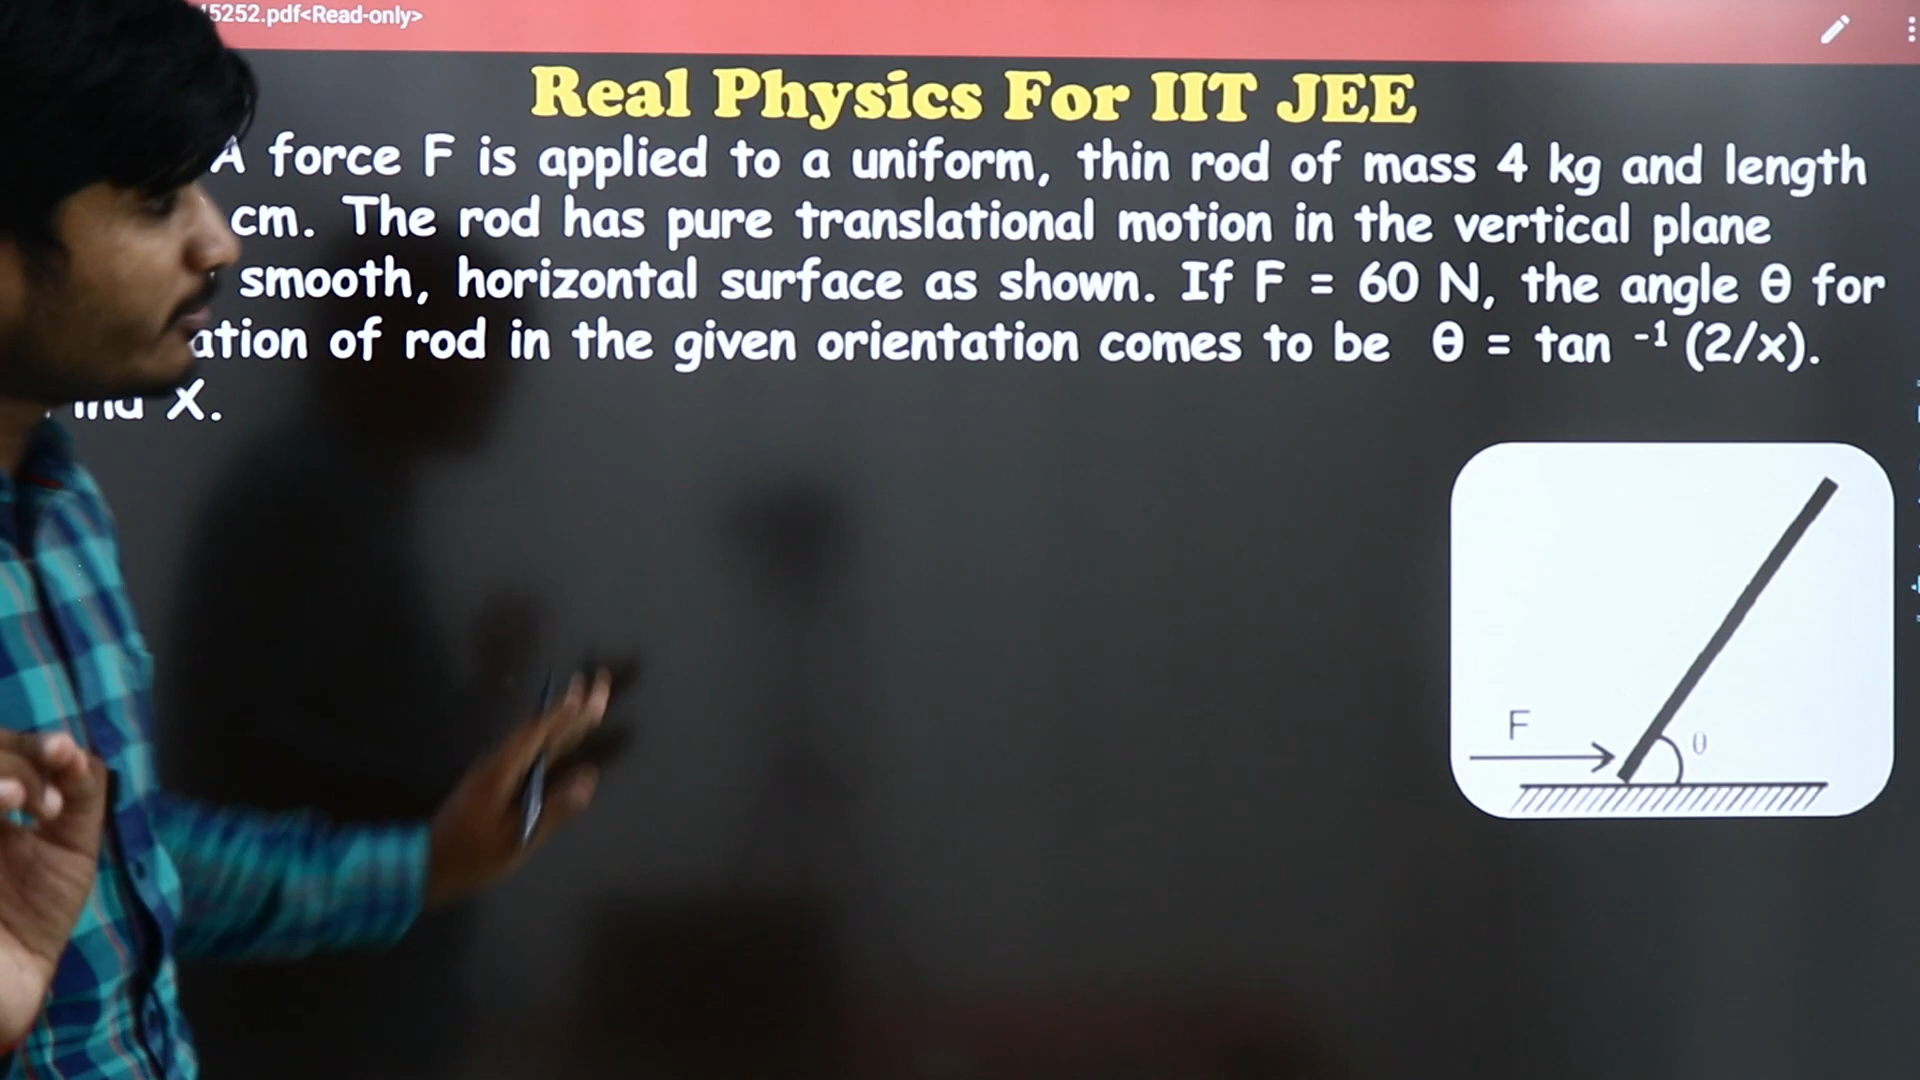 5252.pdf<Read-only>
Real Physics For IIT JEE
A force F is applied to a uniform, thin rod of mass 4 kg and length
cm. The rod has pure translational motion in the vertical plane
smooth, horizontal surface as shown. If F = 60 N, the angle θ for
ation of rod in the given orientation comes to be θ = tan ⁻¹ (2/x).
X.
F
θ